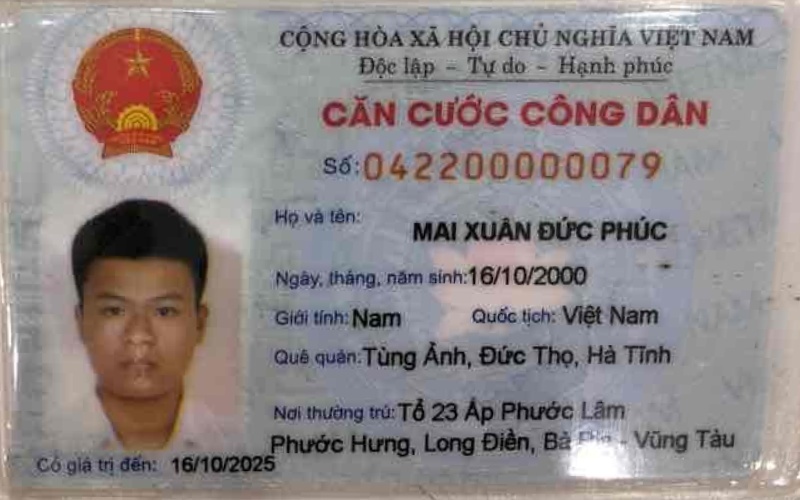 CỘNG HÒA XÃ HỘI CHỦ NGHĨA VIỆT NAM
Độc lập – Tự do – Hạnh phúc
CĂN CƯỚC CÔNG DÂN
Số: 042200000079
Họ và tên: MAI XUÂN ĐỨC PHÚC
Ngày, tháng, năm sinh: 16/10/2000
Giới tính: Nam Quốc tịch: Việt Nam
Quê quán: Tùng Ảnh, Đức Thọ, Hà Tĩnh
Nơi thường trú: Tổ 23 Ấp Phước Lâm
Phước Hưng, Long Điền, Bà - Vũng Tàu
Có giá trị đến: 16/10/2025